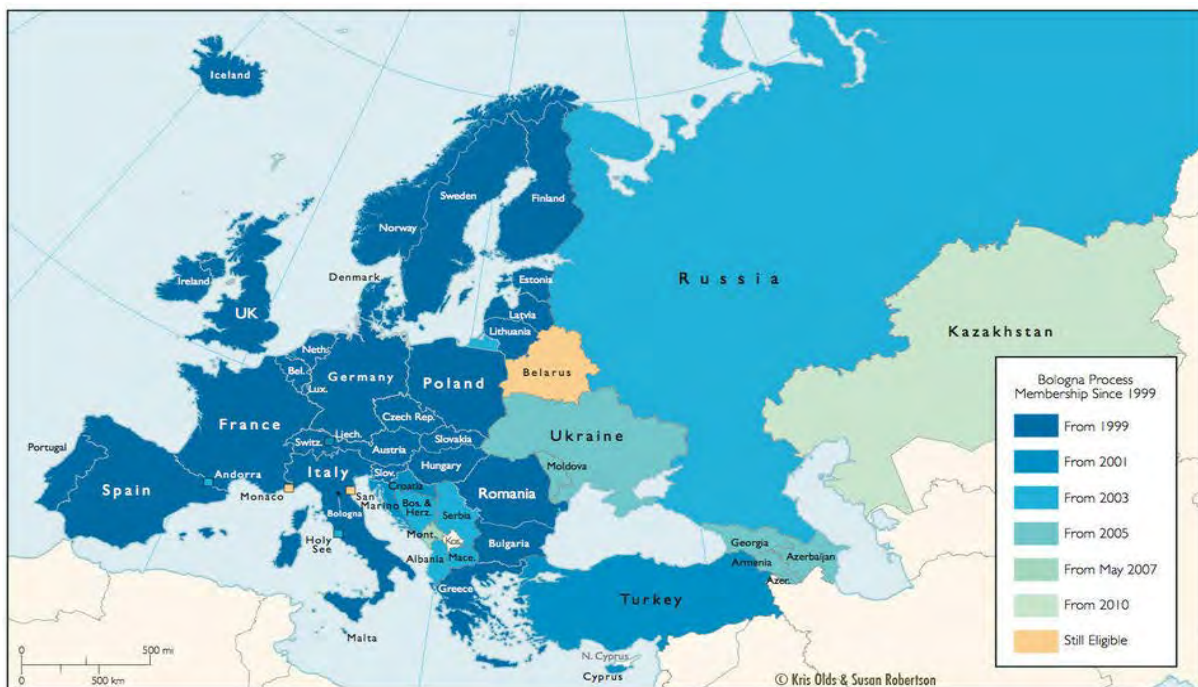 Iceland
Sweden
Finland
Norway
Denmark
Estonia
Latvia
Lithuania
Ireland
UK
Russia
Kazakhstan
Belarus
Neth.
Bel.
Lux.
Germany
Poland
Czech Rep.
Ukraine
France
Switz.
Liech.
Austria
Slovakia
Hungary
Moldova
Portugal
Spain
Andorra
Monaco
Italy
Slov.
Croatia
San
Marino
Bologna
Bos. &
Herz.
Serbia
Romania
Holy
See
Mont.
Kos.
Bulgaria
Albania
Mace.
Greece
Georgia
Armenia
Azerbaijan
Azer.
Turkey
Malta
N. Cyprus
Cyprus
0 500 mi
0 500 km
Bologna Process
Membership Since 1999
From 1999
From 2001
From 2003
From 2005
From May 2007
From 2010
Still Eligible
© Kris Olds & Susan Robertson